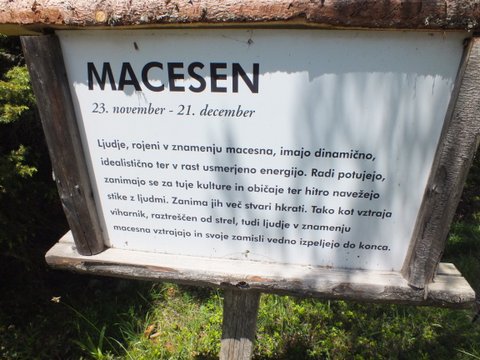 MACESEN
23. november - 21. december
Ljudje, rojeni v znamenju macesna, imajo dinamično,
idealistično ter v rast usmerjeno energijo. Radi potujejo,
zanimajo se za tuje kulture in običaje ter hitro navežejo
stike z ljudmi. Zanima jih več stvari hkrati. Tako kot vztraja
viharnik, raztreščen od strel, tudi ljudje v znamenju
macesna vztrajajo in svoje zamisli vedno izpeljejo do konca.